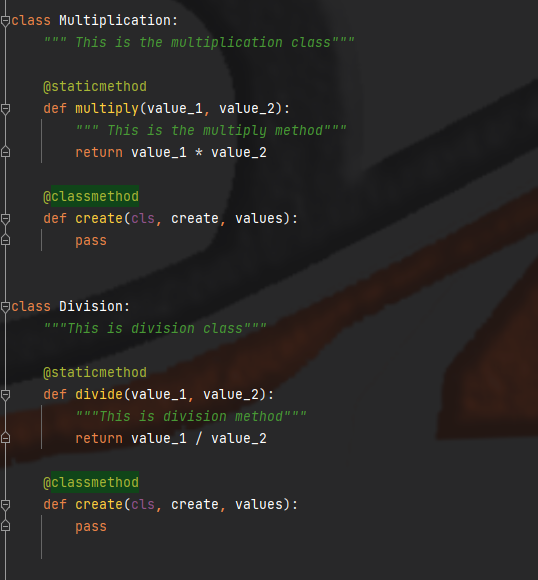 class Multiplication:
    """ This is the multiplication class"""
    @staticmethod
    def multiply(value_1, value_2):
        """ This is the multiply method"""
        return value_1 * value_2
    @classmethod
    def create(cls, create, values):
        pass
class Division:
    """This is division class"""
    @staticmethod
    def divide(value_1, value_2):
        """This is division method"""
        return value_1 / value_2
    @classmethod
    def create(cls, create, values):
        pass